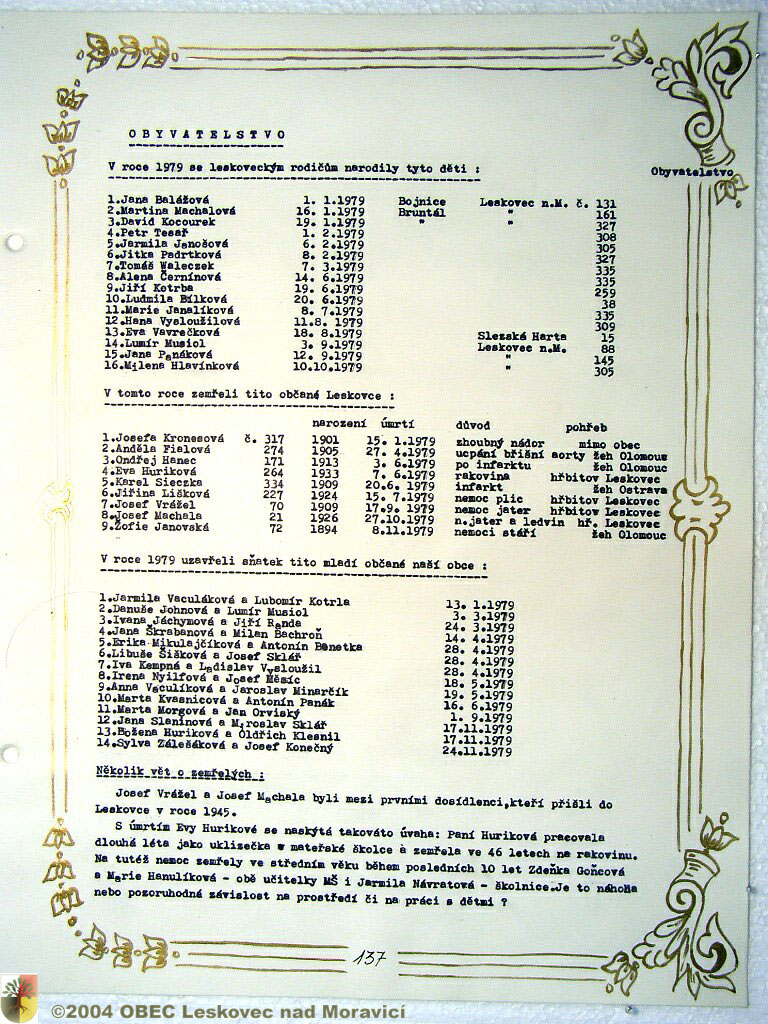 O B Y V A T E L S T V O
V roce 1979 se leskoveckým rodičům narodily tyto děti :
Obyvatelstvo
1.Jana Balážová 1. 1.1979 Bojnice Leskovec n.M. č. 131
2.Martina Machalová 16. 1.1979 Bruntál " 161
3.David Kocourek 19. 1.1979 " " 327
4.Petr Tesař 1. 2.1979 308
5.Jarmila Janošová 6. 2.1979 305
6.Jitka Padrtková 8. 2.1979 327
7.Tomáš Waleczek 7. 3.1979 335
8.Alena Černínová 14. 6.1979 335
9.Jiří Kotrba 19. 6.1979 259
10.Ludmila Bílková 20. 6.1979 38
11.Marie Janalíková 8. 7.1979 335
12.Hana Vysloužilová 11.8. 1979 309
13.Eva Vavrečková 18. 8.1979 Slezská Harta 15
14.Lumír Musiol 3. 9.1979 Leskovec n.M. 88
15.Jana Panáková 12. 9.1979 " 145
16.Milena Hlavínková 10.10.1979 " 305
V tomto roce zemřeli tito občané Leskovce :
narození úmrtí důvod pohřeb
1.Josefa Kronesová č. 317 1901 15. 1.1979 zhoubný nádor mimo obec
2.Anděla Fialová 274 1905 27. 4.1979 ucpání břišní aorty žeh Olomouc
3.Ondřej Hanec 171 1913 3. 6.1979 po infarktu žeh Olomouc
4.Eva Huriková 264 1933 7. 6.1979 rakovina hřbitov Leskovec
5.Karel Sieczka 334 1909 20.6. 1979 infarkt žeh Ostrava
6.Jiřina Lišková 227 1924 15. 7.1979 nemoc plic hřbitov Leskovec
7.Josef Vrážel 70 1909 17.9. 1979 nemoc jater hřbitov Leskovec
8.Josef Machala 21 1926 27.10.1979 n.jater a ledvin hř. Leskovec
9.Žofie Janovská 72 1894 8.11.1979 nemoci stáří žeh Olomouc
V roce 1979 uzavřeli sňatek tito mladí občané naší obce :
1.Jarmila Vaculáková a Lubomír Kotrla 13. 1.1979
2.Danuše Johnová a Lumír Musiol 3. 3.1979
3.Ivana Jáchymová a Jiří Randa 24. 3.1979
4.Jana Škrabanová a Milan Bachroň 14. 4.1979
5.Erika Mikulajčíková a Antonín Benetka 28. 4.1979
6.Libuše Šišková a Josef Sklář 28. 4.1979
7.Iva Kempná a Ladislav Vysloužil 28. 4.1979
8.Irena Nyilfová a Josef Měsíc 18. 5.1979
9.Anna Vaculíková a Jaroslav Minarčík 19. 5.1979
10.Marta Kvasnicová a Antonín Panák 16. 6.1979
11.Marta Morgová a Jan Orviský 1. 9.1979
12.Jana Slaninová a Miroslav Sklář 17.11.1979
13.Božena Huriková a Oldřich Klesnil 17.11.1979
14.Sylva Zálešáková a Josef Konečný 24.11.1979
Několik vět o zemřelých :
Josef Vrážel a Josef Machala byli mezi prvními dosídlenci,kteří přišli do
Leskovce v roce 1945.
S úmrtím Evy Hurikové se naskýtá takováto úvaha: Paní Huriková pracovala
dlouhá léta jako uklízečka v mateřské školce a zemřela ve 46 letech na rakovinu.
Na tutéž nemoc zemřely ve středním věku během posledních 10 let Zdeňka Gončová
a Marie Hanulíková - obě učitelky MŠ i Jarmila Návratová - školnice.Je to náhoda
nebo pozoruhodná závislost na prostředí či na práci s dětmi ?
137
©2004 OBEC Leskovec nad Moravicí